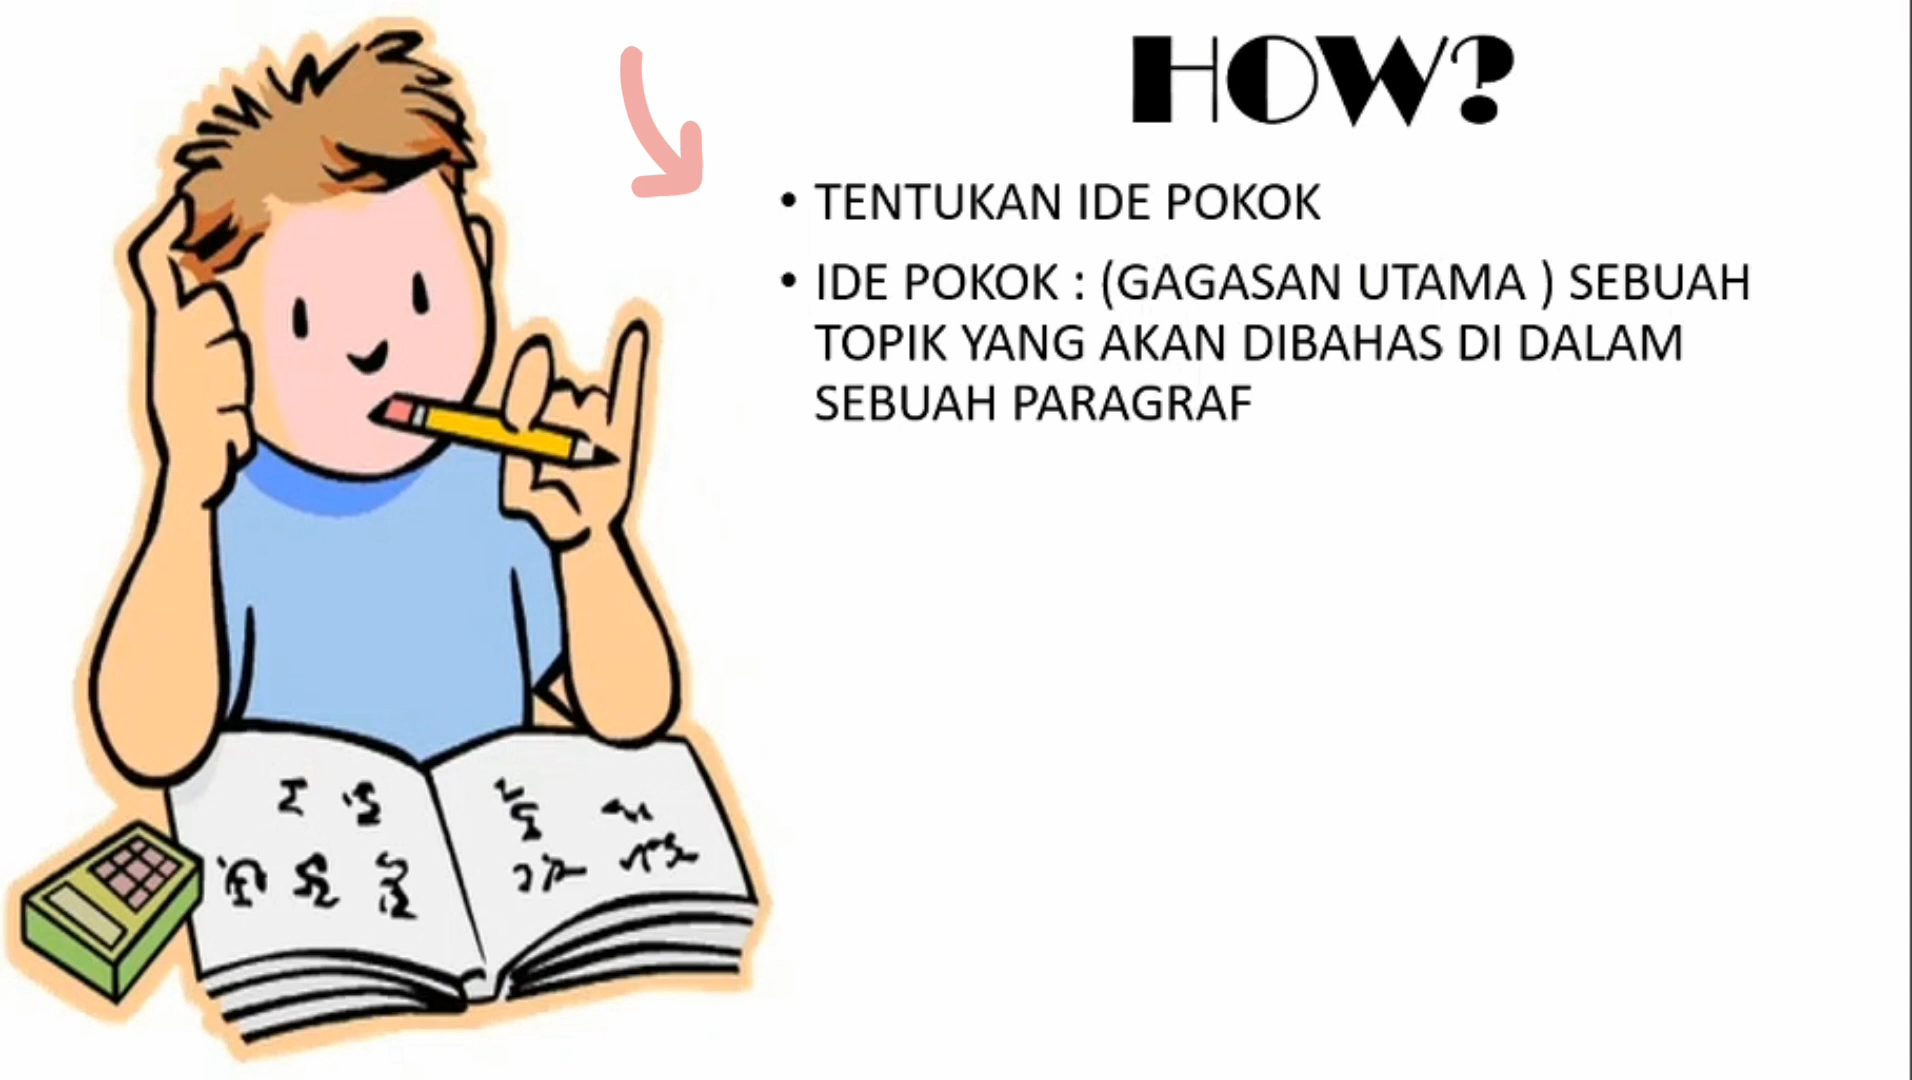 HOW?
• TENTUKAN IDE POKOK
• IDE POKOK : (GAGASAN UTAMA ) SEBUAH
TOPIK YANG AKAN DIBAHAS DI DALAM
SEBUAH PARAGRAF